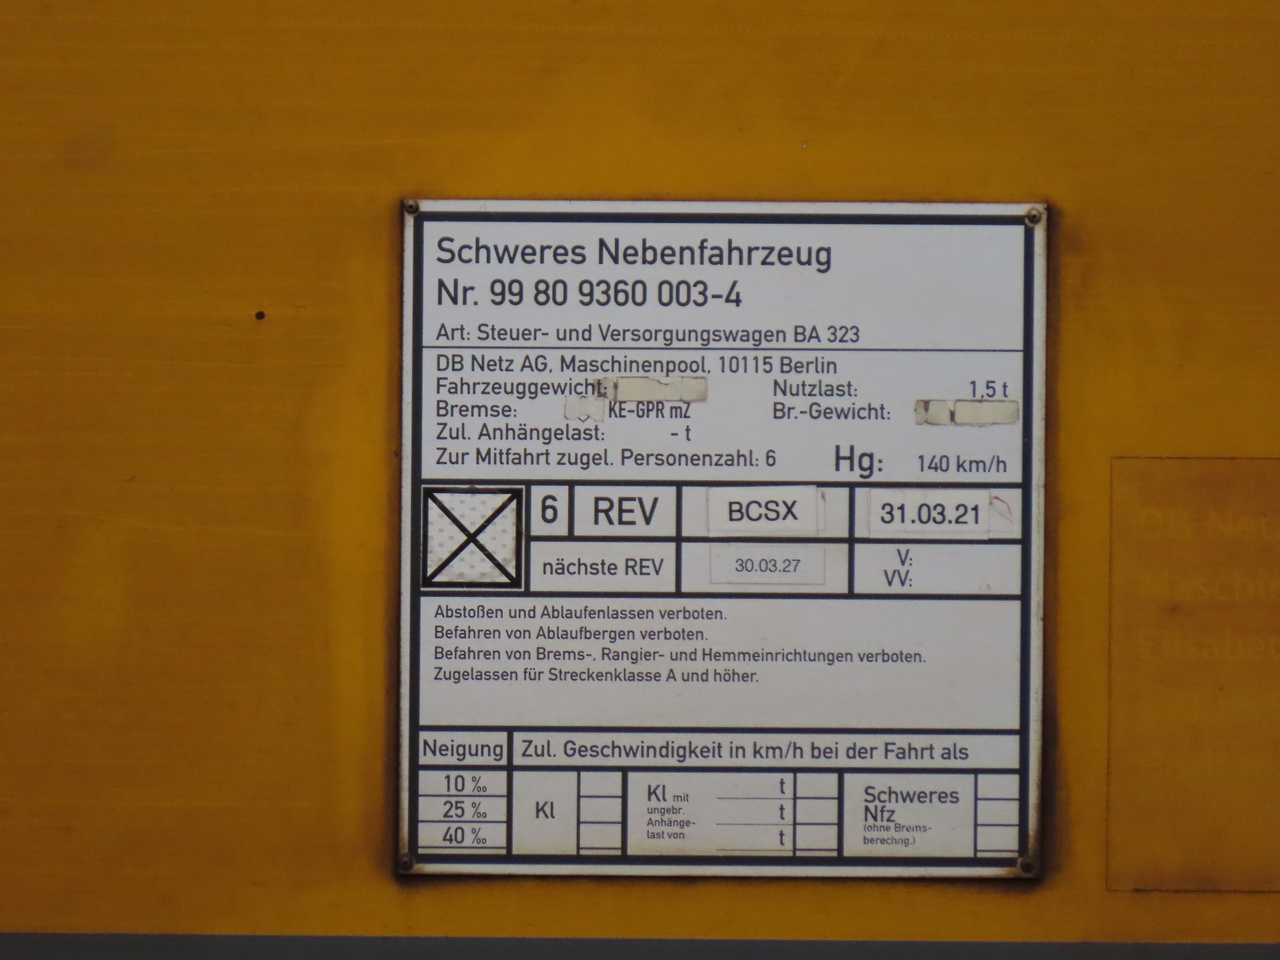 Schweres Nebenfahrzeug
Nr. 99 80 9360 003-4
Art: Steuer- und Versorgungswagen BA 323
DB Netz AG, Maschinenpool, 10115 Berlin
Fahrzeuggewicht: Nutzlast: 1,5 t
Bremse: KE-GPR mZ Br.-Gewicht:
Zul. Anhängelast: - t
Zur Mitfahrt zugel. Personenzahl: 6 Hg: 140 km/h
6 REV BCSX 31.03.21
nächste REV 30.03.27 V:
VV:
Abstoßen und Ablaufenlassen verboten.
Befahren von Ablaufbergen verboten.
Befahren von Brems-, Rangier- und Hemmeinrichtungen verboten.
Zugelassen für Streckenklasse A und höher.
Neigung Zul. Geschwindigkeit in km/h bei der Fahrt als
10 ‰ Kl Kl mit t Schweres
25 ‰ ungebr. t Nfz
40 ‰ Anhänge- t (ohne Brems-
last von berechng.)